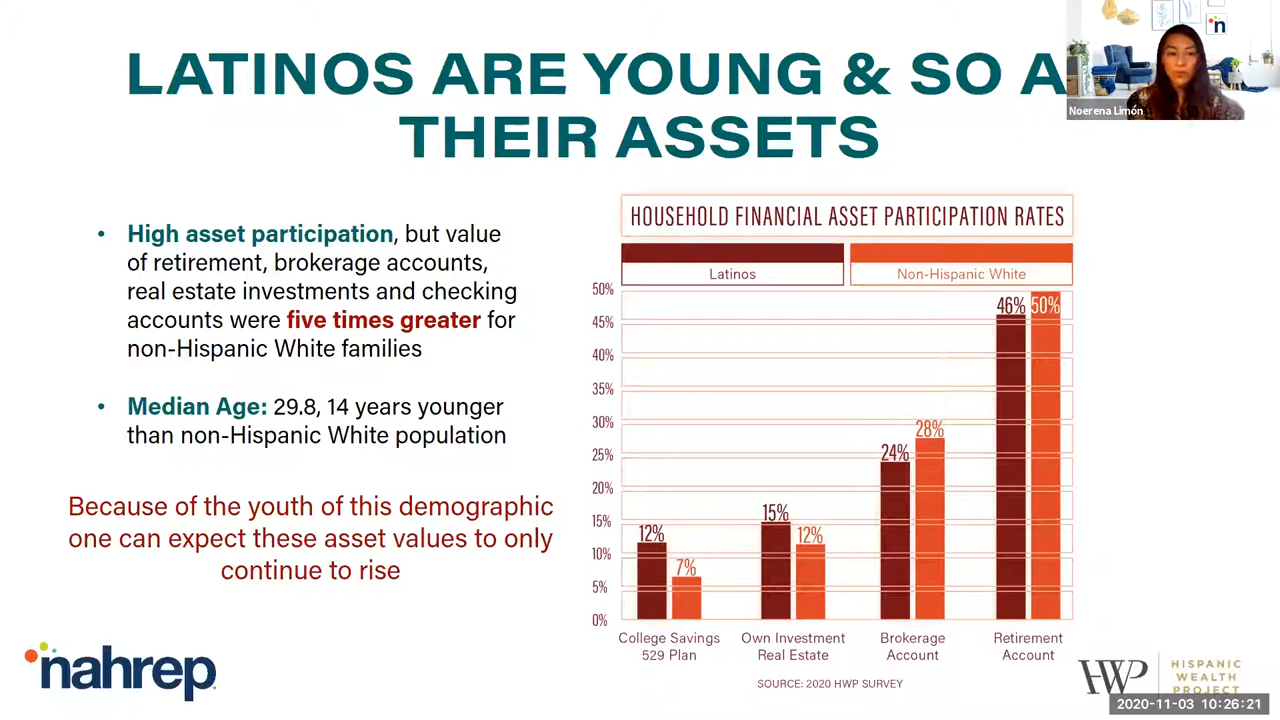 LATINOS ARE YOUNG & SO A
THEIR ASSETS
n
Noerena Limón
• High asset participation, but value
of retirement, brokerage accounts,
real estate investments and checking
accounts were five times greater for
non-Hispanic White families
• Median Age: 29.8, 14 years younger
than non-Hispanic White population
Because of the youth of this demographic
one can expect these asset values to only
continue to rise
HOUSEHOLD FINANCIAL ASSET PARTICIPATION RATES
Latinos
Non-Hispanic White
50%
45%
40%
35%
30%
25%
20%
15%
10%
5%
0%
12%
7%
15%
12%
24%
28%
46%
50%
College Savings
529 Plan
Own Investment
Real Estate
Brokerage
Account
Retirement
Account
SOURCE: 2020 HWP SURVEY
nahrep
HWP
HISPANIC
WEALTH
PROJECT
2020-11-03 10:26:21